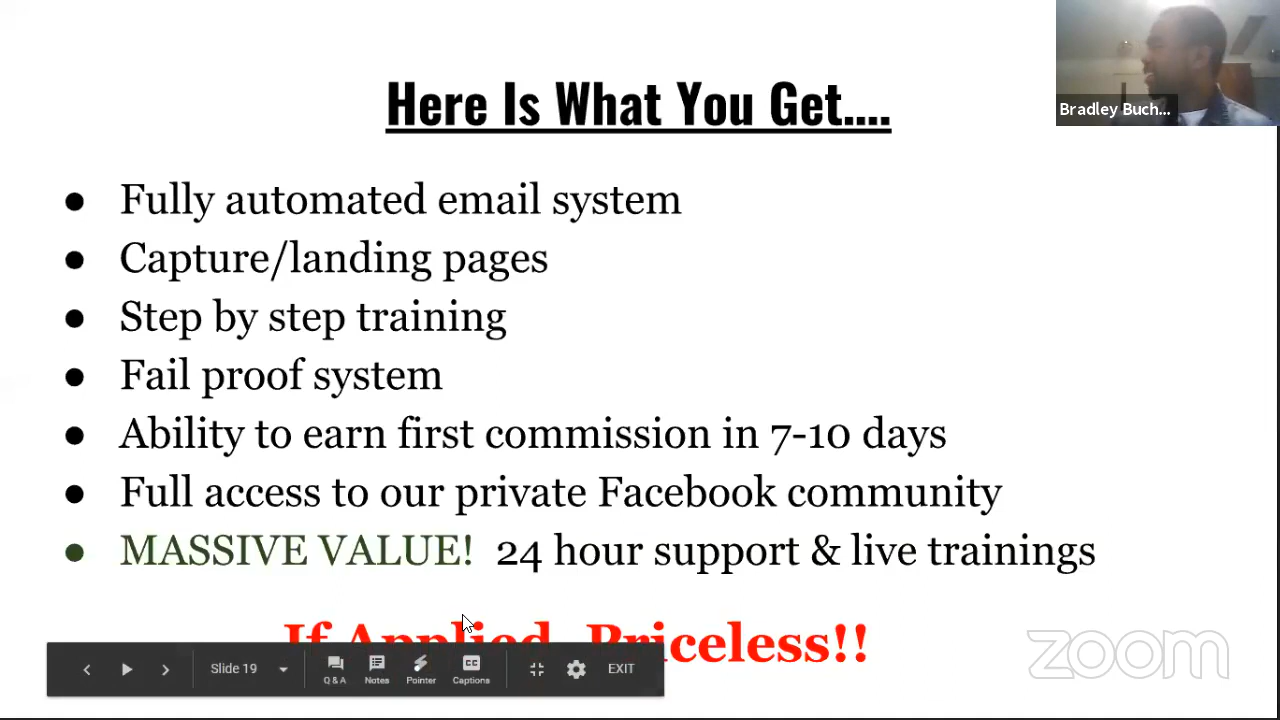 Here Is What You Get....
Bradley Buch...
● Fully automated email system
● Capture/landing pages
● Step by step training
● Fail proof system
● Ability to earn first commission in 7-10 days
● Full access to our private Facebook community
● MASSIVE VALUE! 24 hour support & live trainings
If Applied, Priceless!!
Slide 19
Q & A
Notes
Pointer
Captions
EXIT
zoom